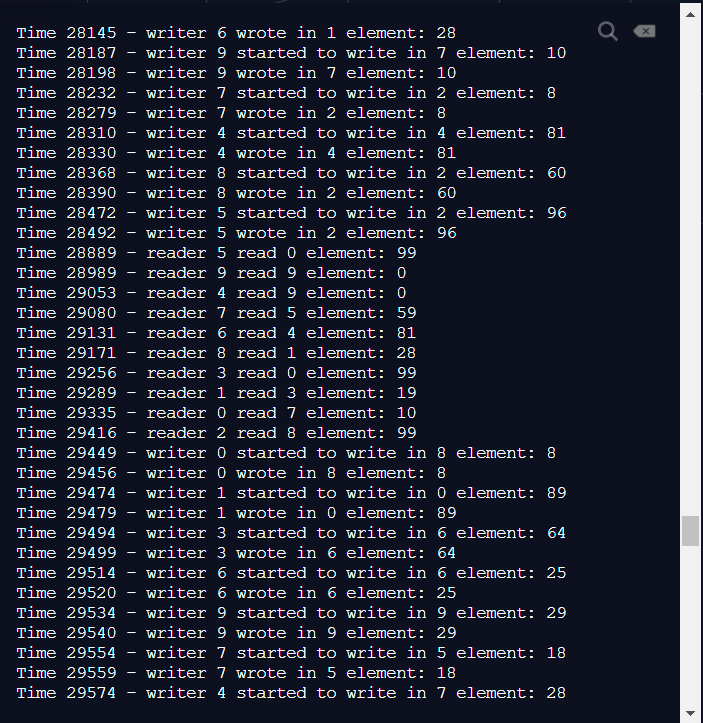 Time 28145 - writer 6 wrote in 1 element: 28
Time 28187 - writer 9 started to write in 7 element: 10
Time 28198 - writer 9 wrote in 7 element: 10
Time 28232 - writer 7 started to write in 2 element: 8
Time 28279 - writer 7 wrote in 2 element: 8
Time 28310 - writer 4 started to write in 4 element: 81
Time 28330 - writer 4 wrote in 4 element: 81
Time 28368 - writer 8 started to write in 2 element: 60
Time 28390 - writer 8 wrote in 2 element: 60
Time 28472 - writer 5 started to write in 2 element: 96
Time 28492 - writer 5 wrote in 2 element: 96
Time 28889 - reader 5 read 0 element: 99
Time 28989 - reader 9 read 9 element: 0
Time 29053 - reader 4 read 9 element: 0
Time 29080 - reader 7 read 5 element: 59
Time 29131 - reader 6 read 4 element: 81
Time 29171 - reader 8 read 1 element: 28
Time 29256 - reader 3 read 0 element: 99
Time 29289 - reader 1 read 3 element: 19
Time 29335 - reader 0 read 7 element: 10
Time 29416 - reader 2 read 8 element: 99
Time 29449 - writer 0 started to write in 8 element: 8
Time 29456 - writer 0 wrote in 8 element: 8
Time 29474 - writer 1 started to write in 0 element: 89
Time 29479 - writer 1 wrote in 0 element: 89
Time 29494 - writer 3 started to write in 6 element: 64
Time 29499 - writer 3 wrote in 6 element: 64
Time 29514 - writer 6 started to write in 6 element: 25
Time 29520 - writer 6 wrote in 6 element: 25
Time 29534 - writer 9 started to write in 9 element: 29
Time 29540 - writer 9 wrote in 9 element: 29
Time 29554 - writer 7 started to write in 5 element: 18
Time 29559 - writer 7 wrote in 5 element: 18
Time 29574 - writer 4 started to write in 7 element: 28